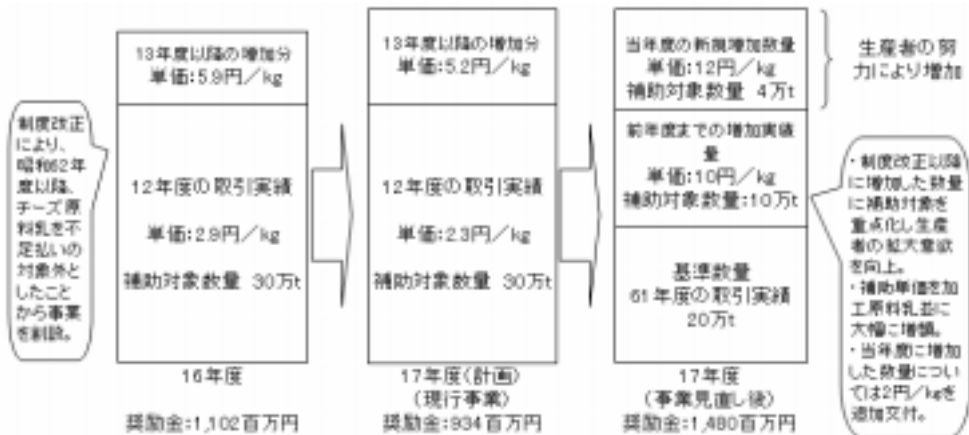 13年度以降の増加分
単価:5.9円／kg
制度改正
により、
昭和62年
度以降、
チーズ原
料乳を不
足払いの
対象外と
したこと
から事業
を創設。
12年度の取引実績
単価:2.9円／kg
補助対象数量 30万t
16年度
奨励金:1,102百万円
13年度以降の増加分
単価:5.2円／kg
12年度の取引実績
単価:2.3円／kg
補助対象数量 30万t
17年度(計画)
(現行事業)
奨励金:934百万円
当年度の新規増加数量
単価:12円／kg
補助対象数量 4万t
前年度までの増加実績
量
単価:10円／kg
補助対象数量:10万t
基準数量
61年度の取引実績
20万t
17年度
(事業見直し後)
奨励金:1,480百万円
生産者の努
力により増加
・制度改正以降
に増加した数量
に補助対象を
重点化し生産
者の拡大意欲
を向上。
・補助単価を加
工原料乳並に
大幅に増額。
・当年度に増加
した数量につい
ては2円／kgを
追加交付。